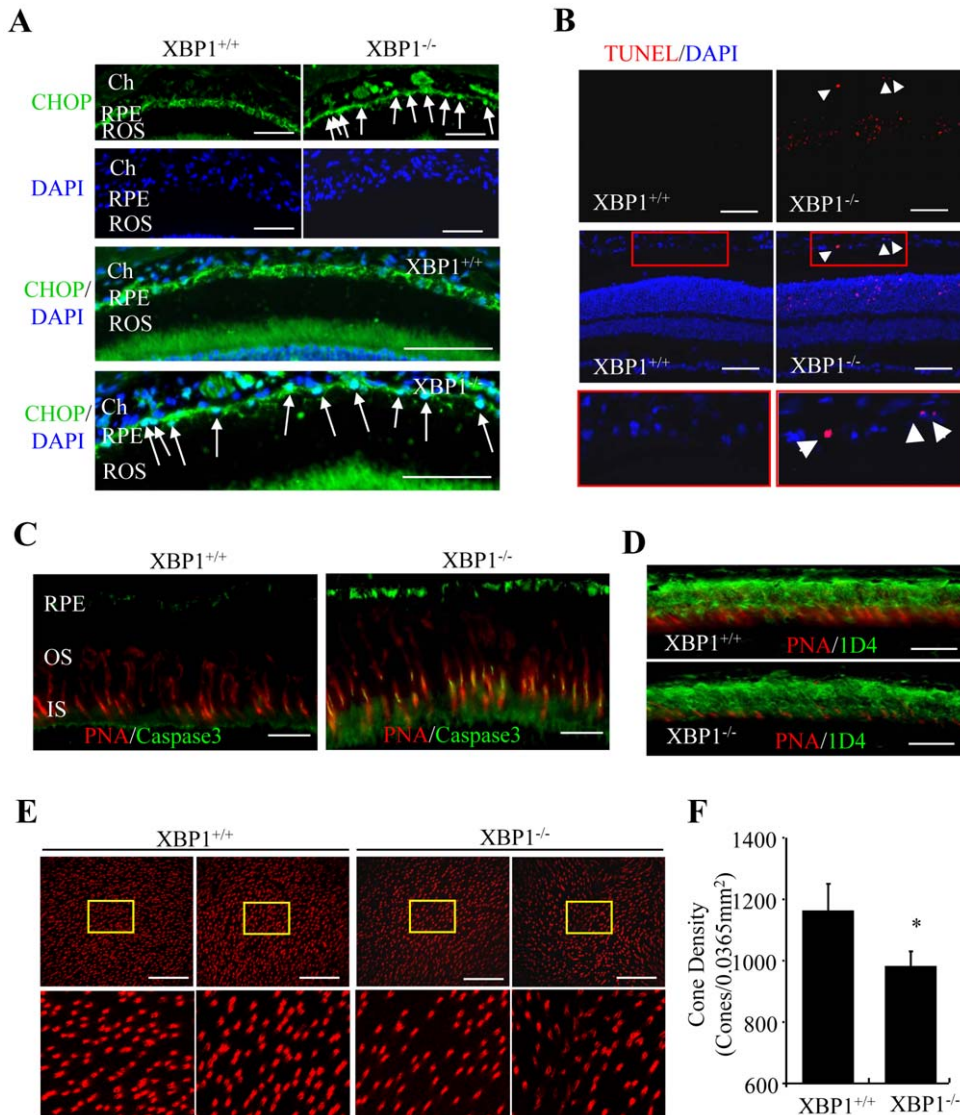 A
XBP1+/+ XBP1-/-
CHOP
Ch
RPE
ROS
DAPI
Ch
RPE
ROS
CHOP/
DAPI
Ch
RPE
ROS
XBP1+/+
CHOP/
DAPI
Ch
RPE
ROS
XBP1-/-
B
TUNEL/DAPI
XBP1+/+ XBP1-/-
XBP1+/+ XBP1-/-
C
XBP1+/+ XBP1-/-
RPE
OS
IS
PNA/Caspase3 PNA/Caspase3
D
XBP1+/+ PNA/1D4
XBP1-/- PNA/1D4
E
XBP1+/+ XBP1-/-
F
Cone Density
(Cones/0.0365mm2)
1400
1200
1000
800
600
*
XBP1+/+ XBP1-/-